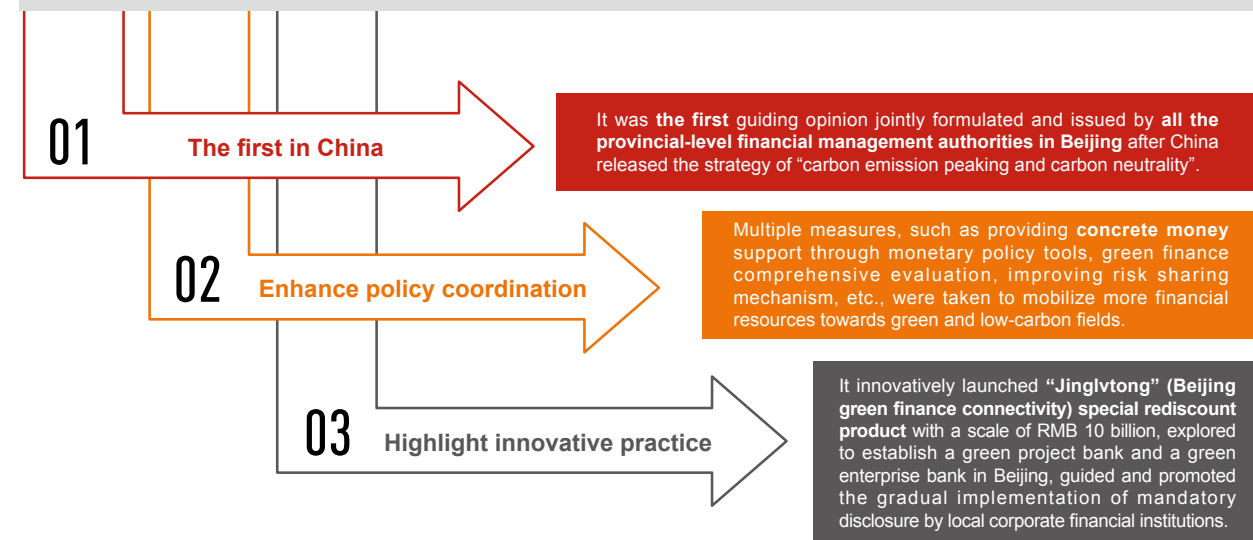 01
The first in China
It was the first guiding opinion jointly formulated and issued by all the
provincial-level financial management authorities in Beijing after China
released the strategy of “carbon emission peaking and carbon neutrality”.
02
Enhance policy coordination
Multiple measures, such as providing concrete money
support through monetary policy tools, green finance
comprehensive evaluation, improving risk sharing
mechanism, etc., were taken to mobilize more financial
resources towards green and low-carbon fields.
03
Highlight innovative practice
It innovatively launched “Jinglvtong” (Beijing
green finance connectivity) special rediscount
product with a scale of RMB 10 billion, explored
to establish a green project bank and a green
enterprise bank in Beijing, guided and promoted
the gradual implementation of mandatory
disclosure by local corporate financial institutions.